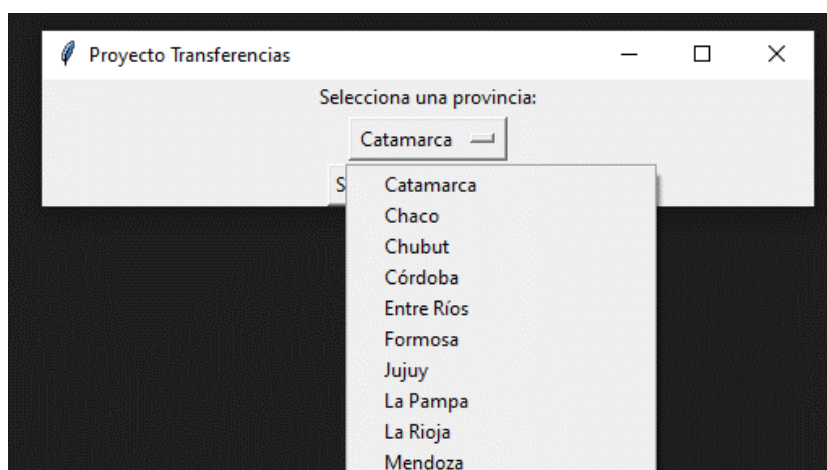 Proyecto Transferencias
Selecciona una provincia:
Catamarca
S
Catamarca
Chaco
Chubut
Córdoba
Entre Ríos
Formosa
Jujuy
La Pampa
La Rioja
Mendoza